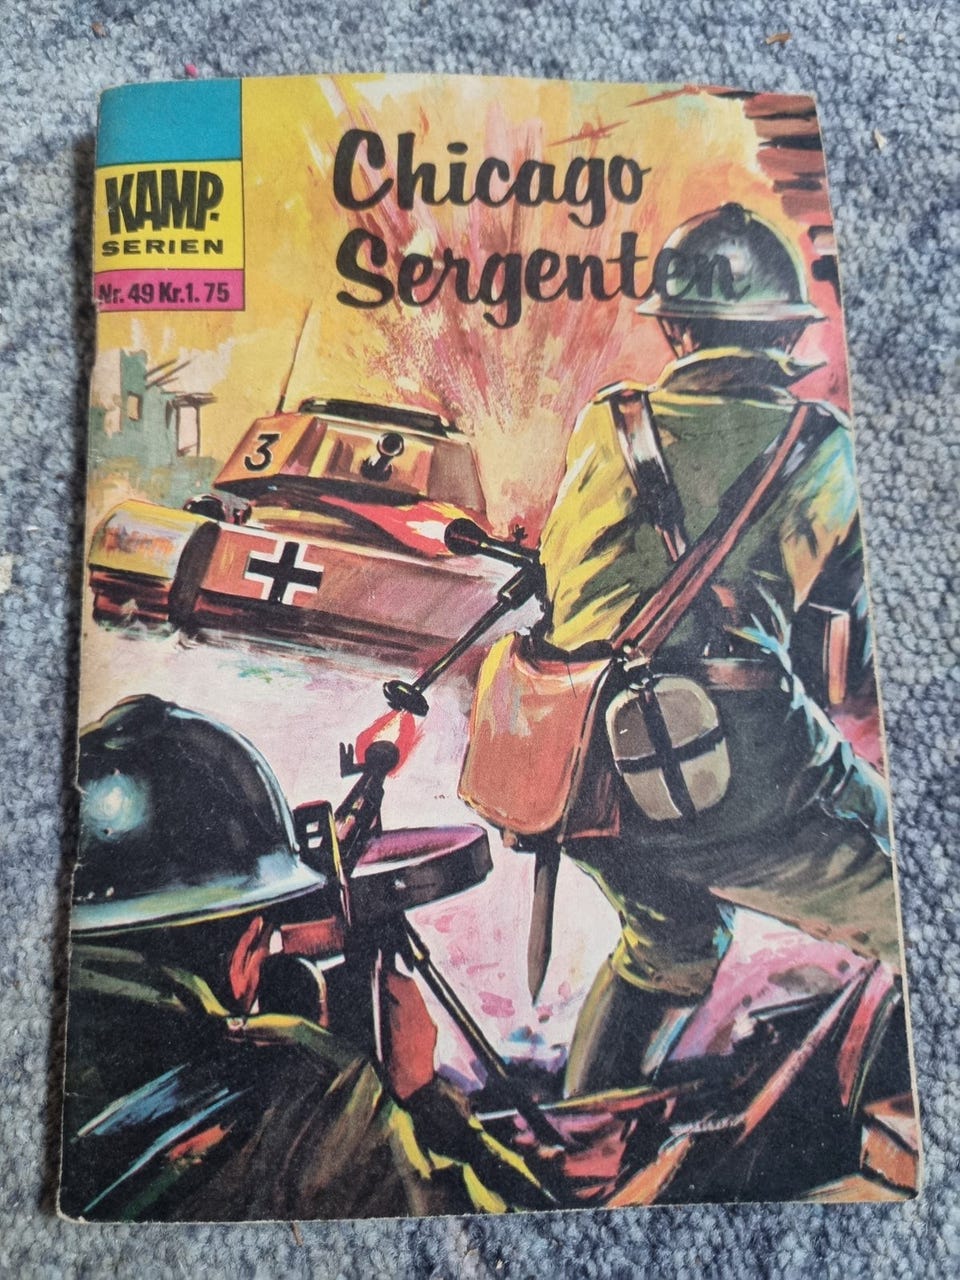 KAMP-
SERIEN
Nr. 49 Kr. 1. 75
Chicago
Sergenten
3